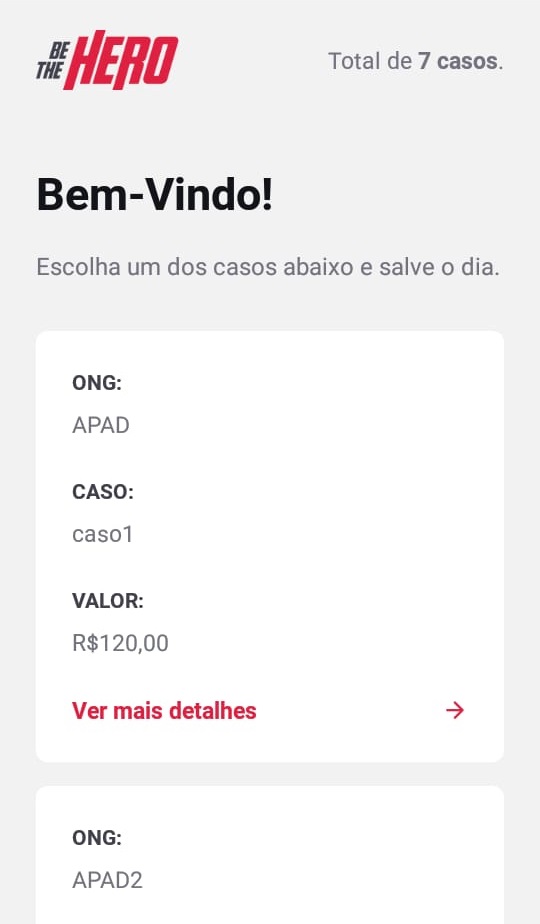 BE
THE HERO
Total de 7 casos.
Bem-Vindo!
Escolha um dos casos abaixo e salve o dia.
ONG:
APAD
CASO:
caso1
VALOR:
R$120,00
Ver mais detalhes
ONG:
APAD2